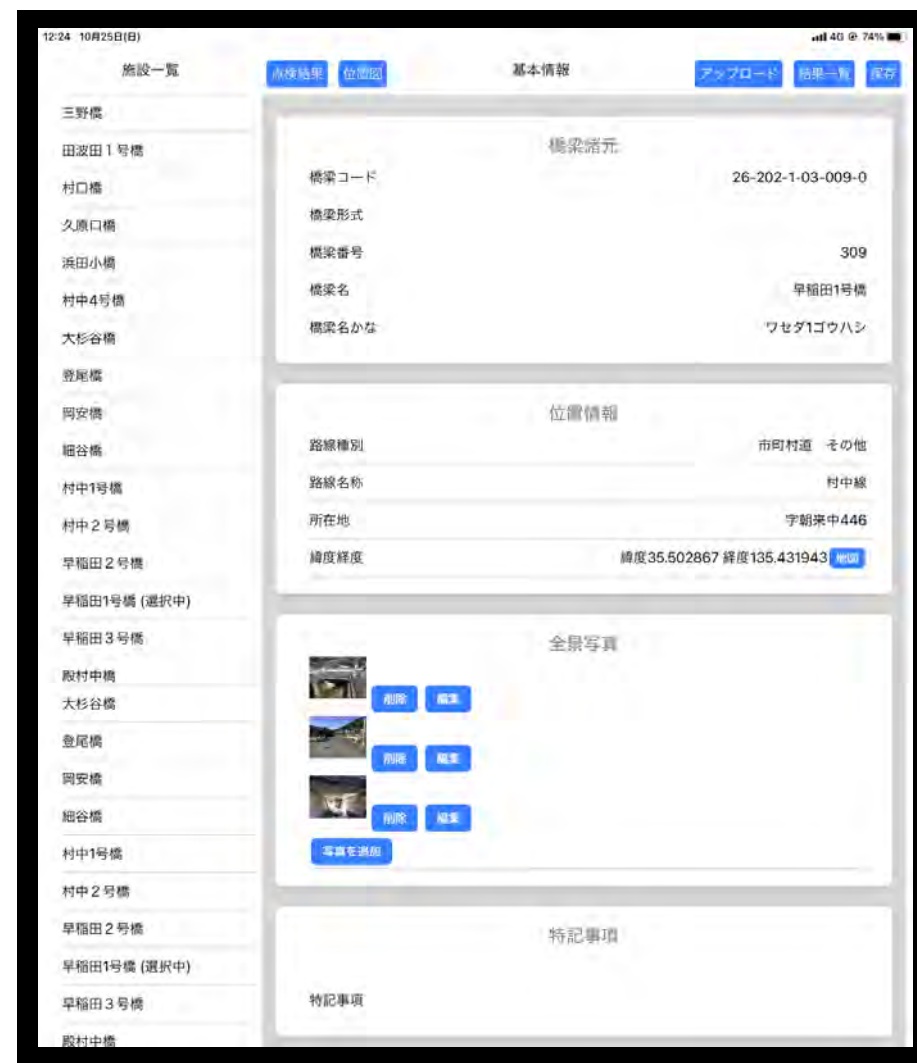 12:24 10月25日(日)
4G 74%
施設一覧
点検結果 位置図 基本情報 アップロード 結果一覧 保存
三野橋
田波田１号橋
村口橋
久原口橋
浜田小橋
村中4号橋
大杉谷橋
登尾橋
岡安橋
細谷橋
村中1号橋
村中２号橋
早稲田２号橋
早稲田1号橋 (選択中)
早稲田３号橋
殿村中橋
大杉谷橋
登尾橋
岡安橋
細谷橋
村中1号橋
村中２号橋
早稲田２号橋
早稲田1号橋 (選択中)
早稲田３号橋
殿村中橋
橋梁諸元
橋梁コード 26-202-1-03-009-0
橋梁形式
橋梁番号 309
橋梁名 早稲田1号橋
橋梁名かな ワセダ1ゴウハシ
位置情報
路線種別 市町村道　その他
路線名称 村中線
所在地 字朝来中446
緯度経度 緯度35.502867 経度135.431943 地図
全景写真
削除 編集
削除 編集
削除 編集
写真を追加
特記事項
特記事項